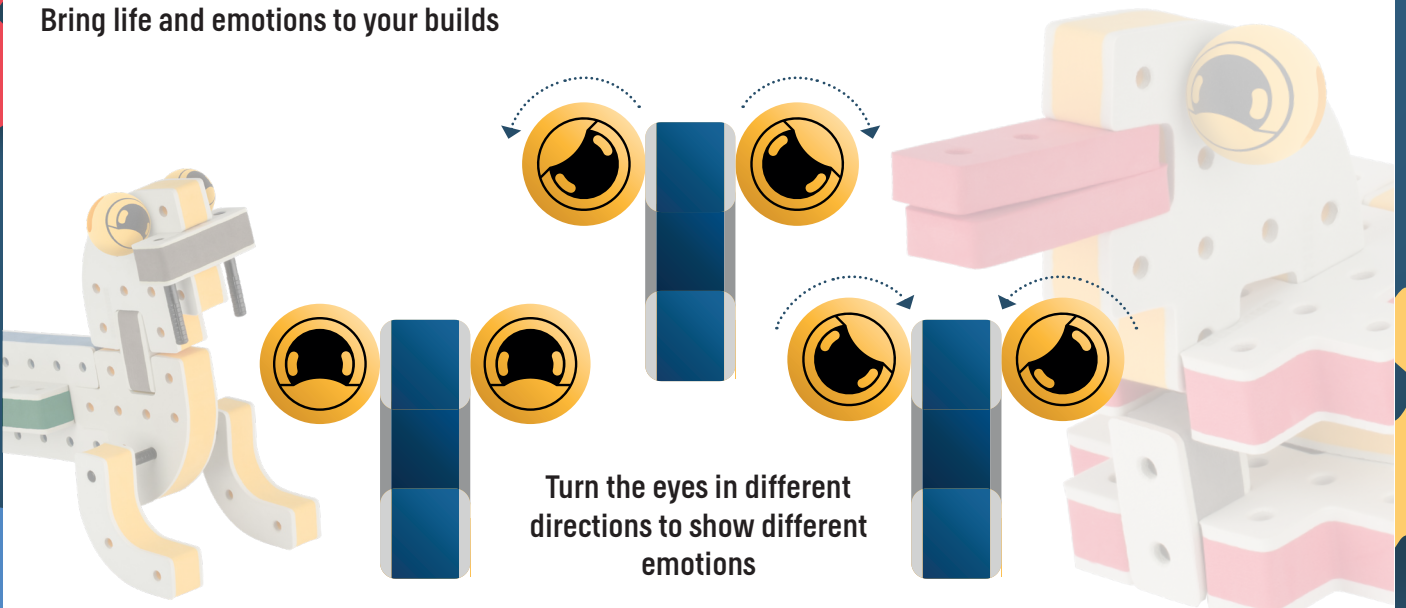 Bring life and emotions to your builds
Turn the eyes in different
directions to show different
emotions